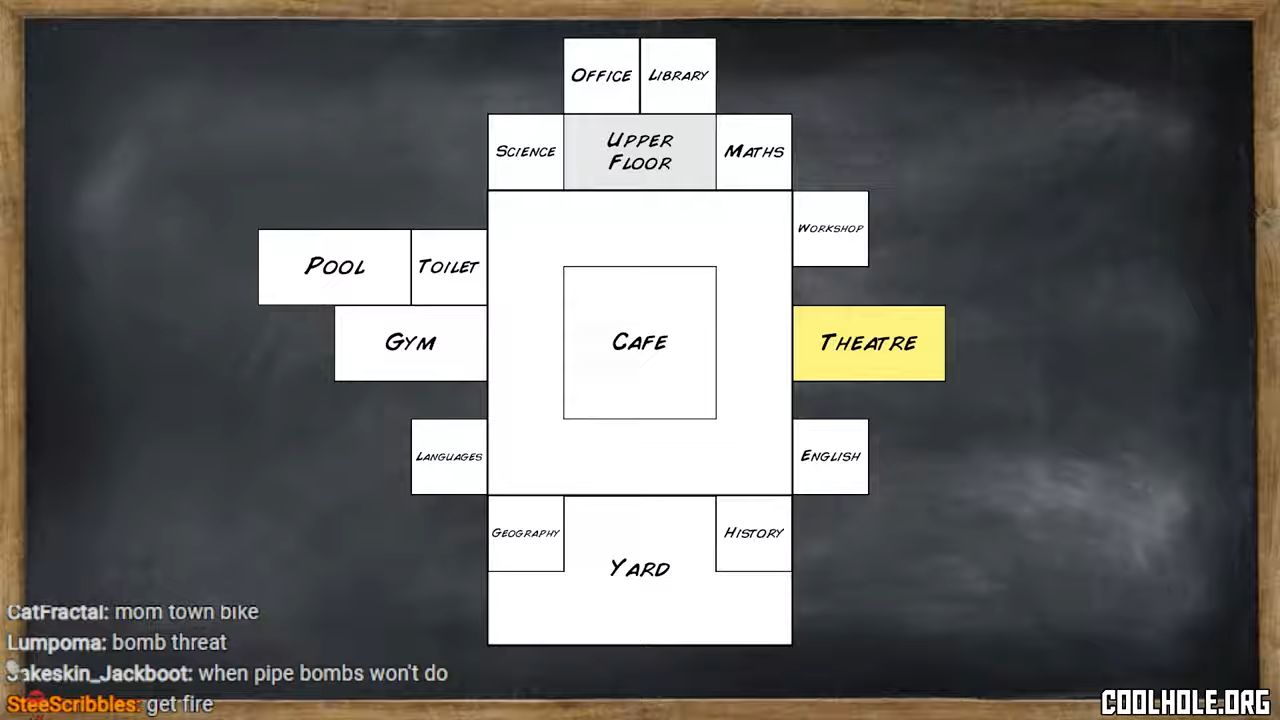 OFFICE
LIBRARY
SCIENCE
UPPER
FLOOR
MATHS
WORKSHOP
POOL
TOILET
GYM
CAFE
THEATRE
LANGUAGES
ENGLISH
GEOGRAPHY
HISTORY
YARD
CatFractal: mom town bike
Lumpoma: bomb threat
Jakeskin_Jackboot: when pipe bombs won't do
SteeScribbles: get fire
COOLHOLE.ORG